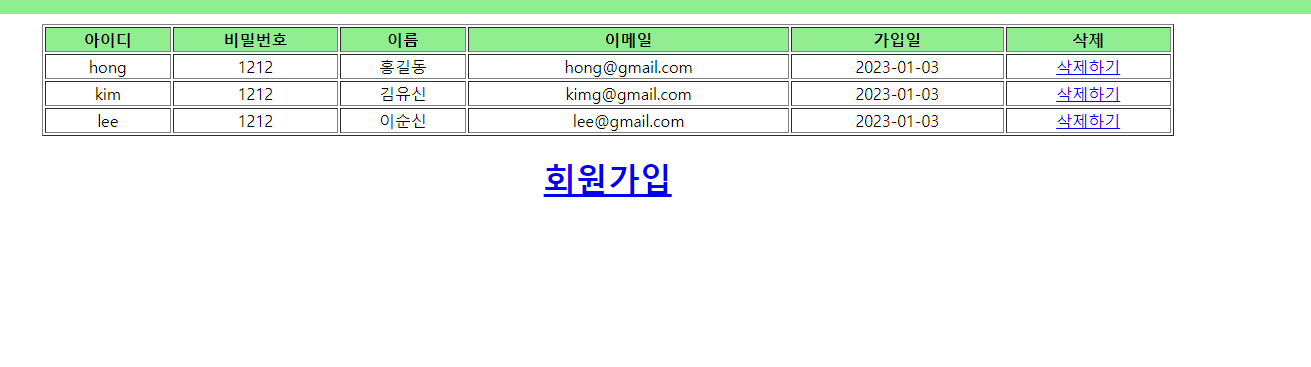 아이디 비밀번호 이름 이메일 가입일 삭제
hong 1212 홍길동 hong@gmail.com 2023-01-03 삭제하기
kim 1212 김유신 kimg@gmail.com 2023-01-03 삭제하기
lee 1212 이순신 lee@gmail.com 2023-01-03 삭제하기
회원가입